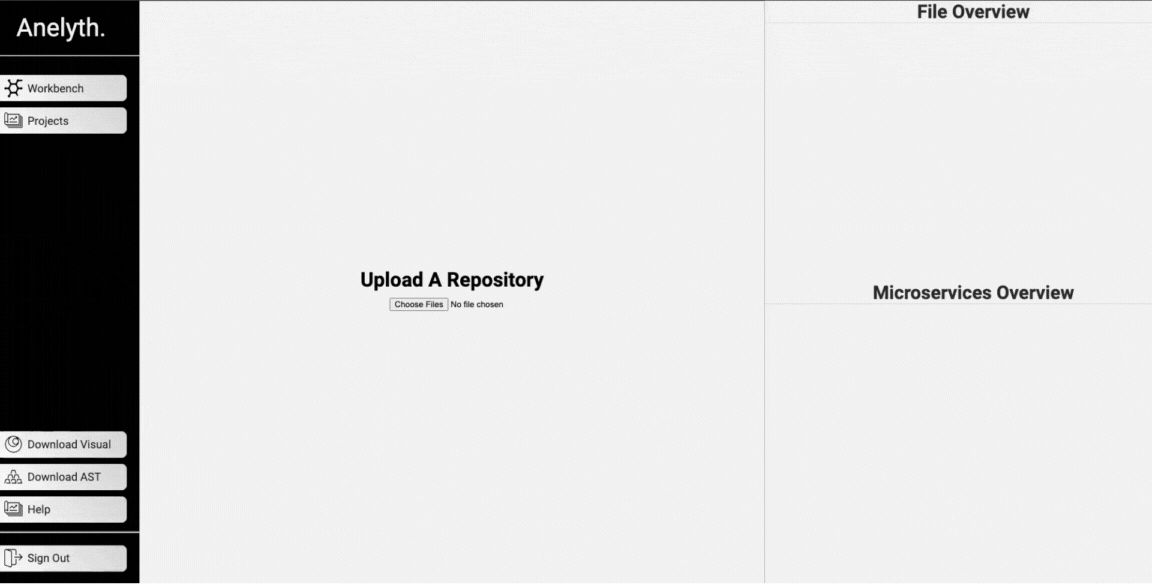 Anelyth.
Workbench
Projects
Download Visual
Download AST
Help
Sign Out
Upload A Repository
Choose Files No file chosen
File Overview
Microservices Overview